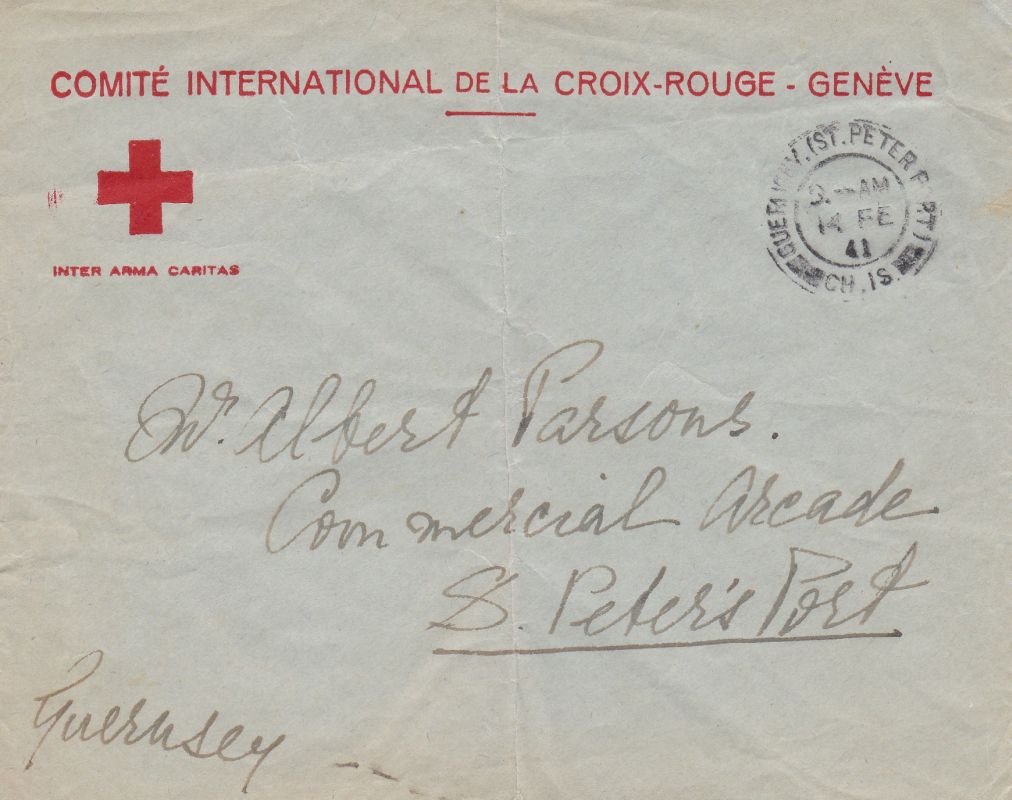 COMITÉ INTERNATIONAL DE LA CROIX-ROUGE - GENÈVE
INTER ARMA CARITAS
GUERNSEY.(ST.PETER PORT)
9 - AM
14 FE
41
CH.IS.
Mr. Albert Parsons.
Commercial Arcade
S. Peter's Port
Guernsey --